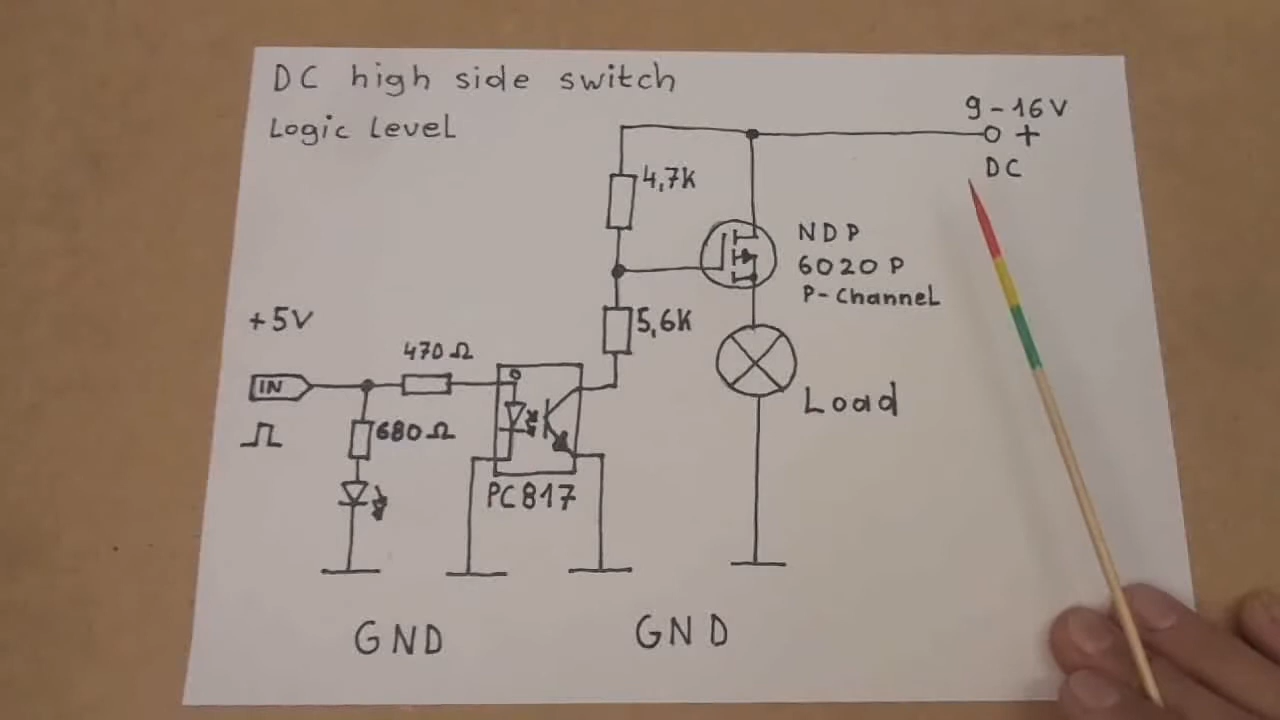 DC high side switch
Logic Level
9-16V
+
DC
4,7k
NDP
6020P
P-Channel
5,6k
+5V
470Ω
IN
680Ω
Load
PC817
GND
GND